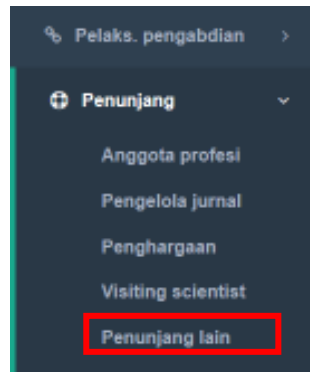 Pelaks. pengabdian
Penunjang
Anggota profesi
Pengelola jurnal
Penghargaan
Visiting scientist
Penunjang lain